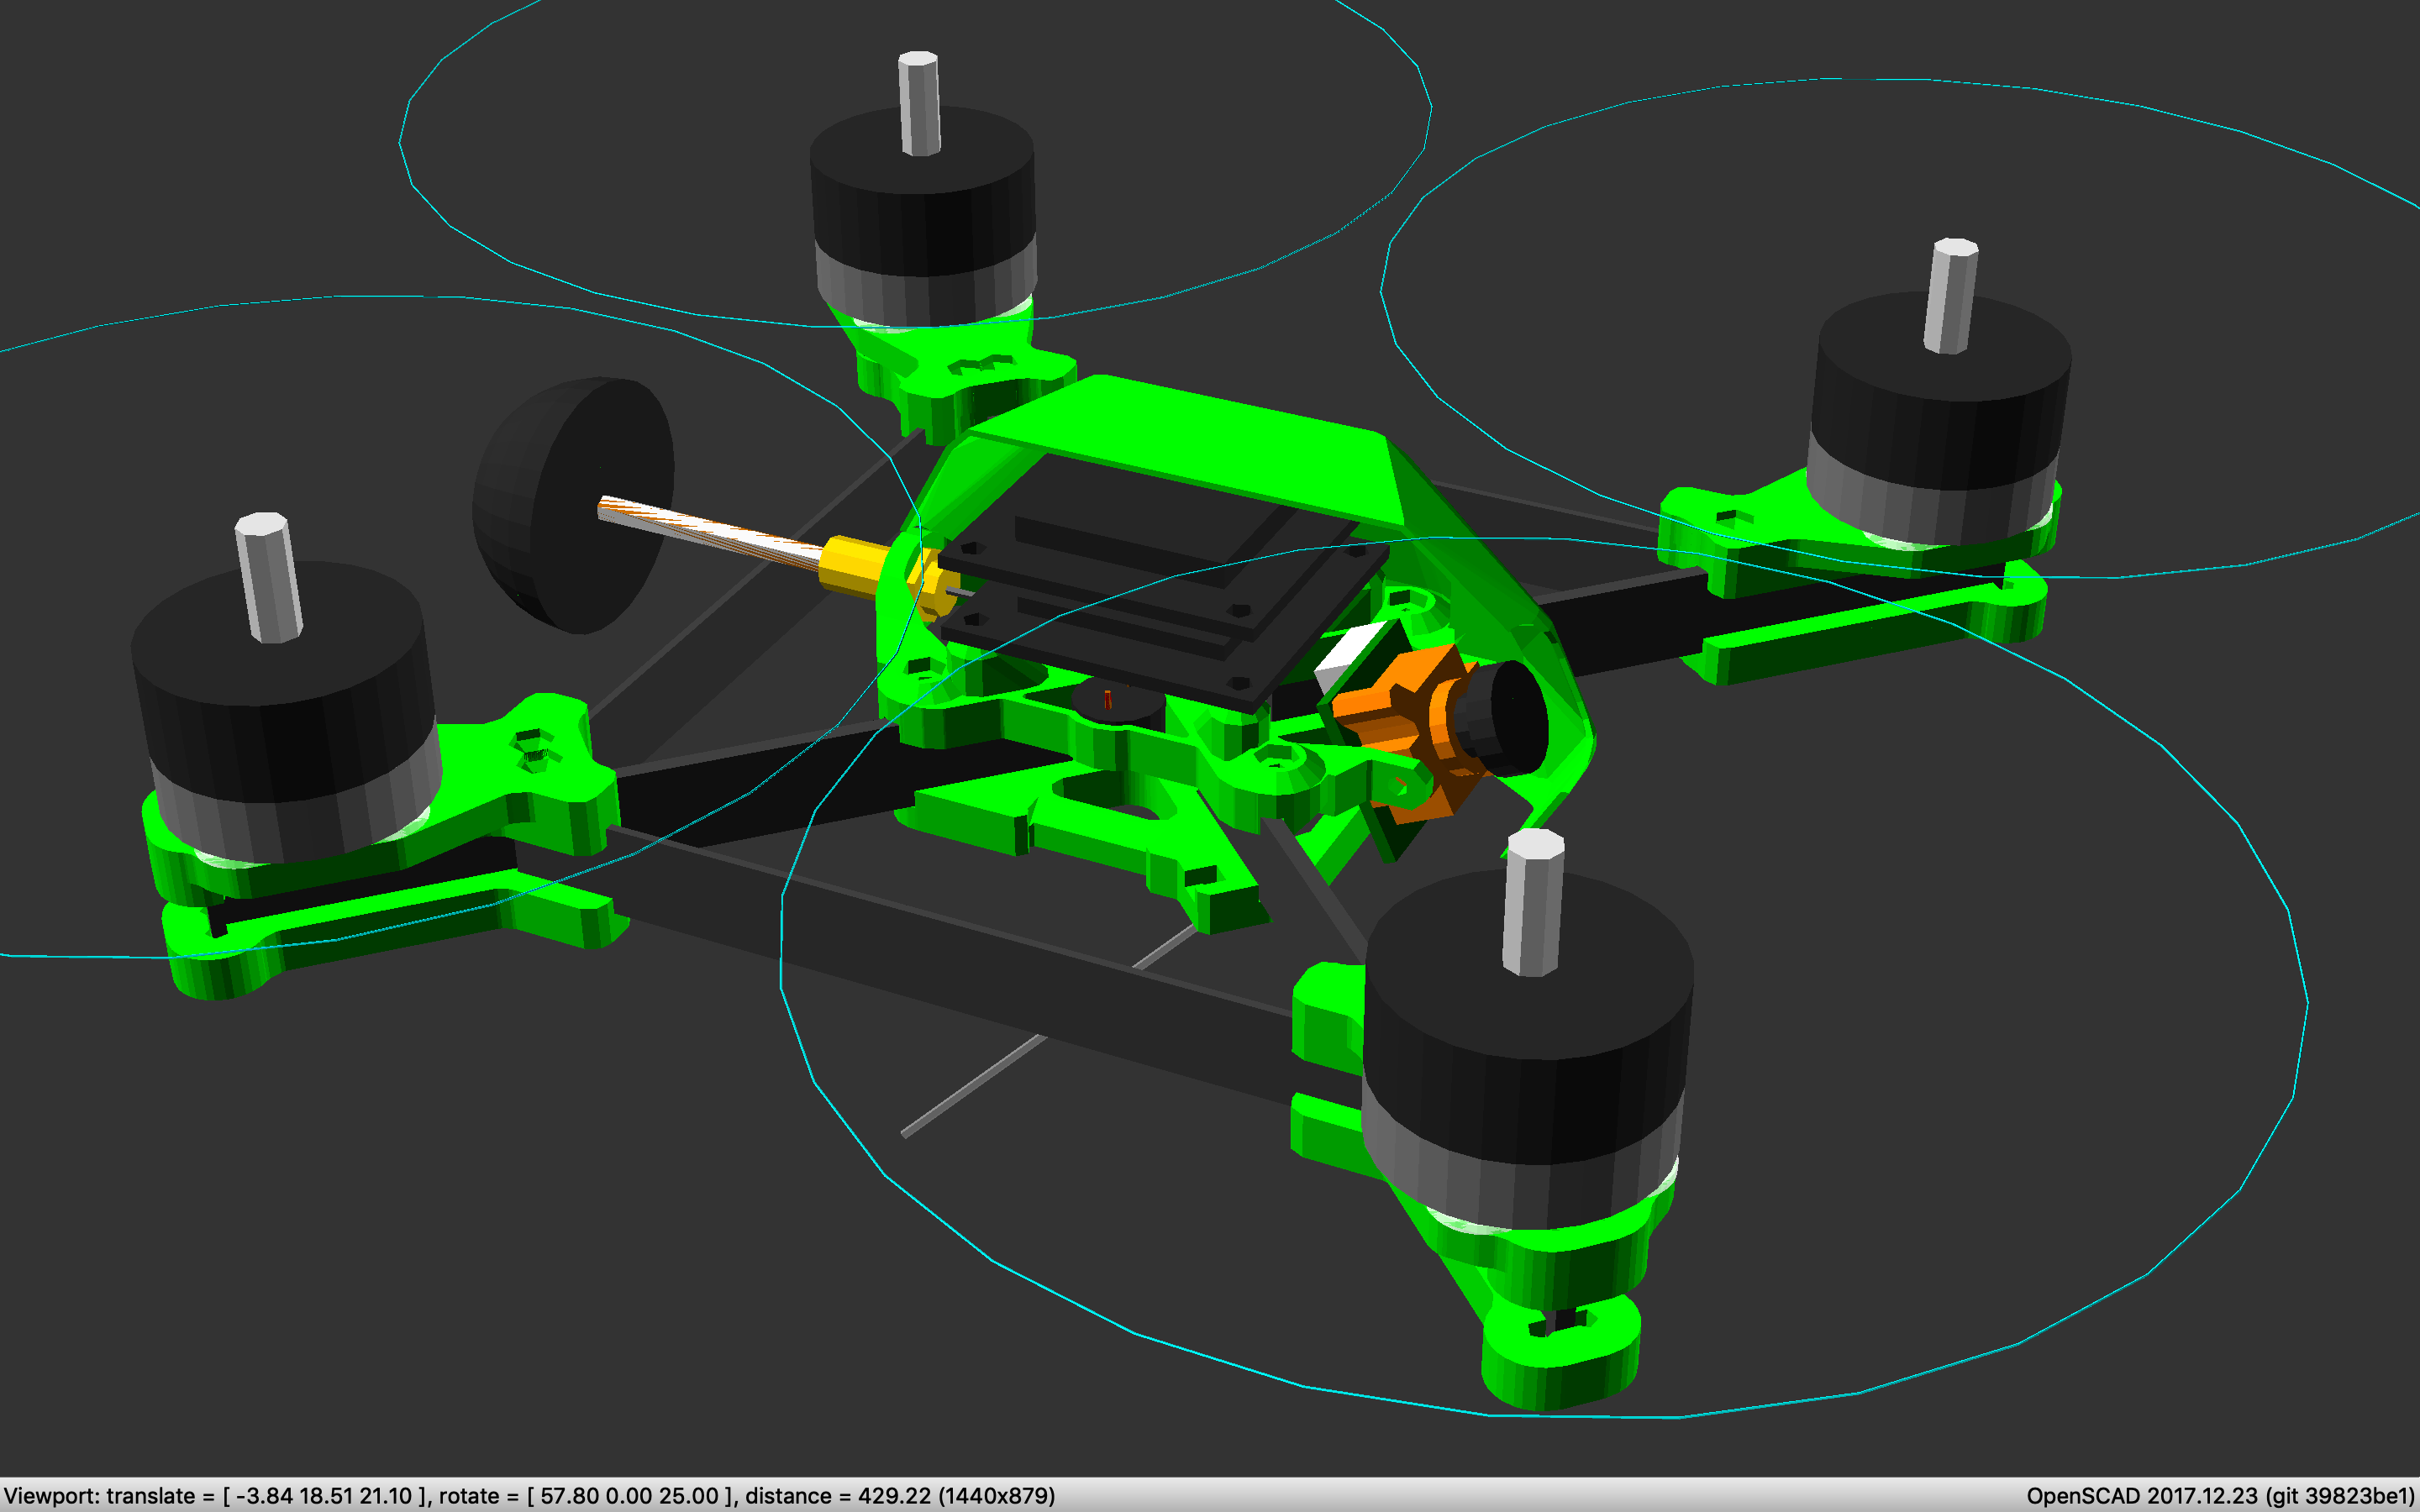 Viewport: translate = [ -3.84 18.51 21.10 ], rotate = [ 57.80 0.00 25.00 ], distance = 429.22 (1440x879)
OpenSCAD 2017.12.23 (git 39823be1)